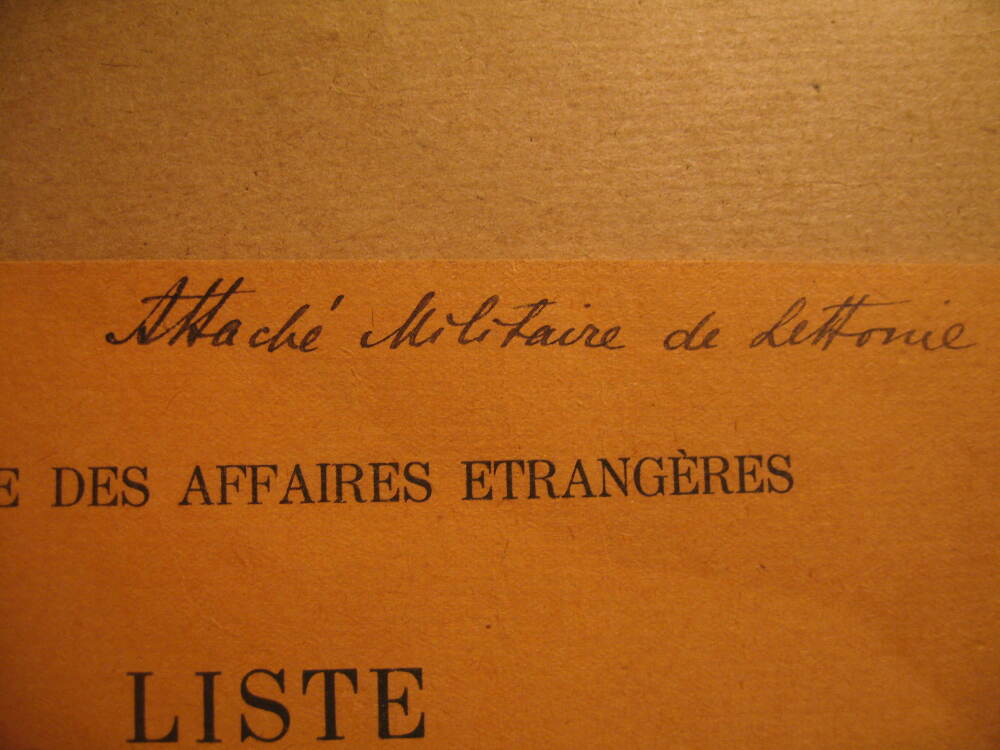 Attaché Militaire de Lettonie
E DES AFFAIRES ETRANGÈRES
LISTE